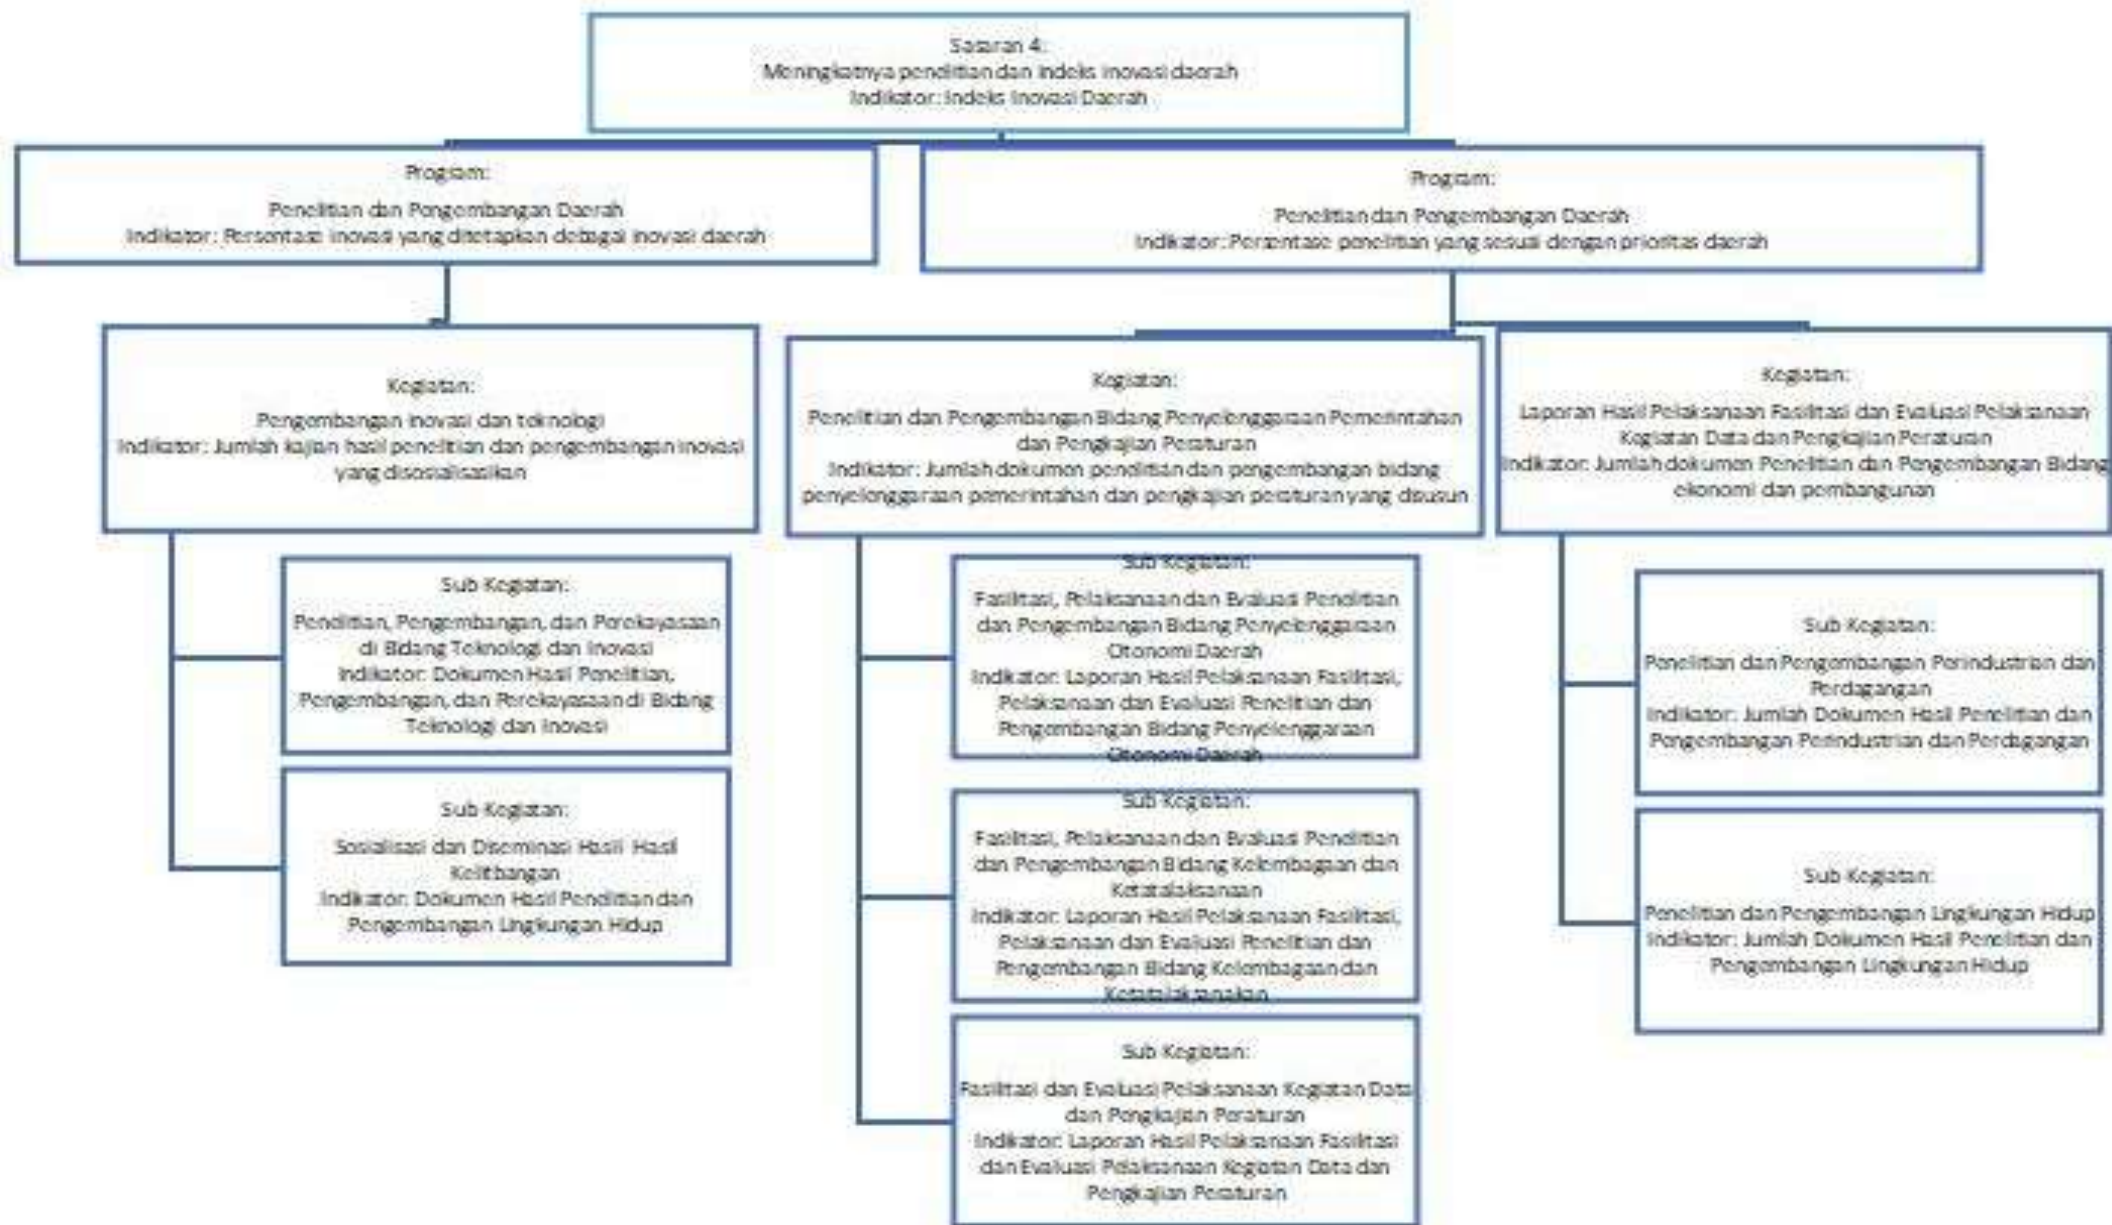 Sasaran 4:
Meningkatnya penelitian dan indeks inovasi daerah
Indikator: Indeks Inovasi Daerah
Program:
Penelitian dan Pengembangan Daerah
Indikator: Persentase inovasi yang ditetapkan debagai inovasi daerah
Program:
Penelitian dan Pengembangan Daerah
Indikator: Persentase penelitian yang sesuai dengan prioritas daerah
Kegiatan:
Pengembangan inovasi dan teknologi
Indikator: Jumlah kajian hasil penelitian dan pengembangan inovasi
yang disosialisasikan
Kegiatan:
Penelitian dan Pengembangan Bidang Penyelenggaraan Pemerintahan
dan Pengkajian Peraturan
Indikator: Jumlah dokumen penelitian dan pengembangan bidang
penyelenggaraan pemerintahan dan pengkajian peraturan yang disusun
Kegiatan:
Laporan Hasil Pelaksanaan Fasilitasi dan Evaluasi Pelaksanaan
Kegiatan Data dan Pengkajian Peraturan
Indikator: Jumlah dokumen Penelitian dan Pengembangan Bidang
ekonomi dan pembangunan
Sub Kegiatan:
Penelitian, Pengembangan, dan Perekayasaan
di Bidang Teknologi dan Inovasi
Indikator: Dokumen Hasil Penelitian,
Pengembangan, dan Perekayasaan di Bidang
Teknologi dan Inovasi
Sub Kegiatan:
Sosialisasi dan Diseminasi Hasil- Hasil
Kelitbangan
Indikator: Dokumen Hasil Penelitian dan
Pengembangan Lingkungan Hidup
Sub Kegiatan:
Fasilitasi, Pelaksanaan dan Evaluasi Penelitian
dan Pengembangan Bidang Penyelenggaraan
Otonomi Daerah
Indikator: Laporan Hasil Pelaksanaan Fasilitasi,
Pelaksanaan dan Evaluasi Penelitian dan
Pengembangan Bidang Penyelenggaraan
Otonomi Daerah
Sub Kegiatan:
Fasilitasi, Pelaksanaan dan Evaluasi Penelitian
dan Pengembangan Bidang Kelembagaan dan
Ketatalaksanaan
Indikator: Laporan Hasil Pelaksanaan Fasilitasi,
Pelaksanaan dan Evaluasi Penelitian dan
Pengembangan Bidang Kelembagaan dan
Ketatalaksanakan
Sub Kegiatan:
Fasilitasi dan Evaluasi Pelaksanaan Kegiatan Data
dan Pengkajian Peraturan
Indikator: Laporan Hasil Pelaksanaan Fasilitasi
dan Evaluasi Pelaksanaan Kegiatan Data dan
Pengkajian Peraturan
Sub Kegiatan:
Penelitian dan Pengembangan Perindustrian dan
Perdagangan
Indikator: Jumlah Dokumen Hasil Penelitian dan
Pengembangan Perindustrian dan Perdagangan
Sub Kegiatan:
Penelitian dan Pengembangan Lingkungan Hidup
Indikator: Jumlah Dokumen Hasil Penelitian dan
Pengembangan Lingkungan Hidup